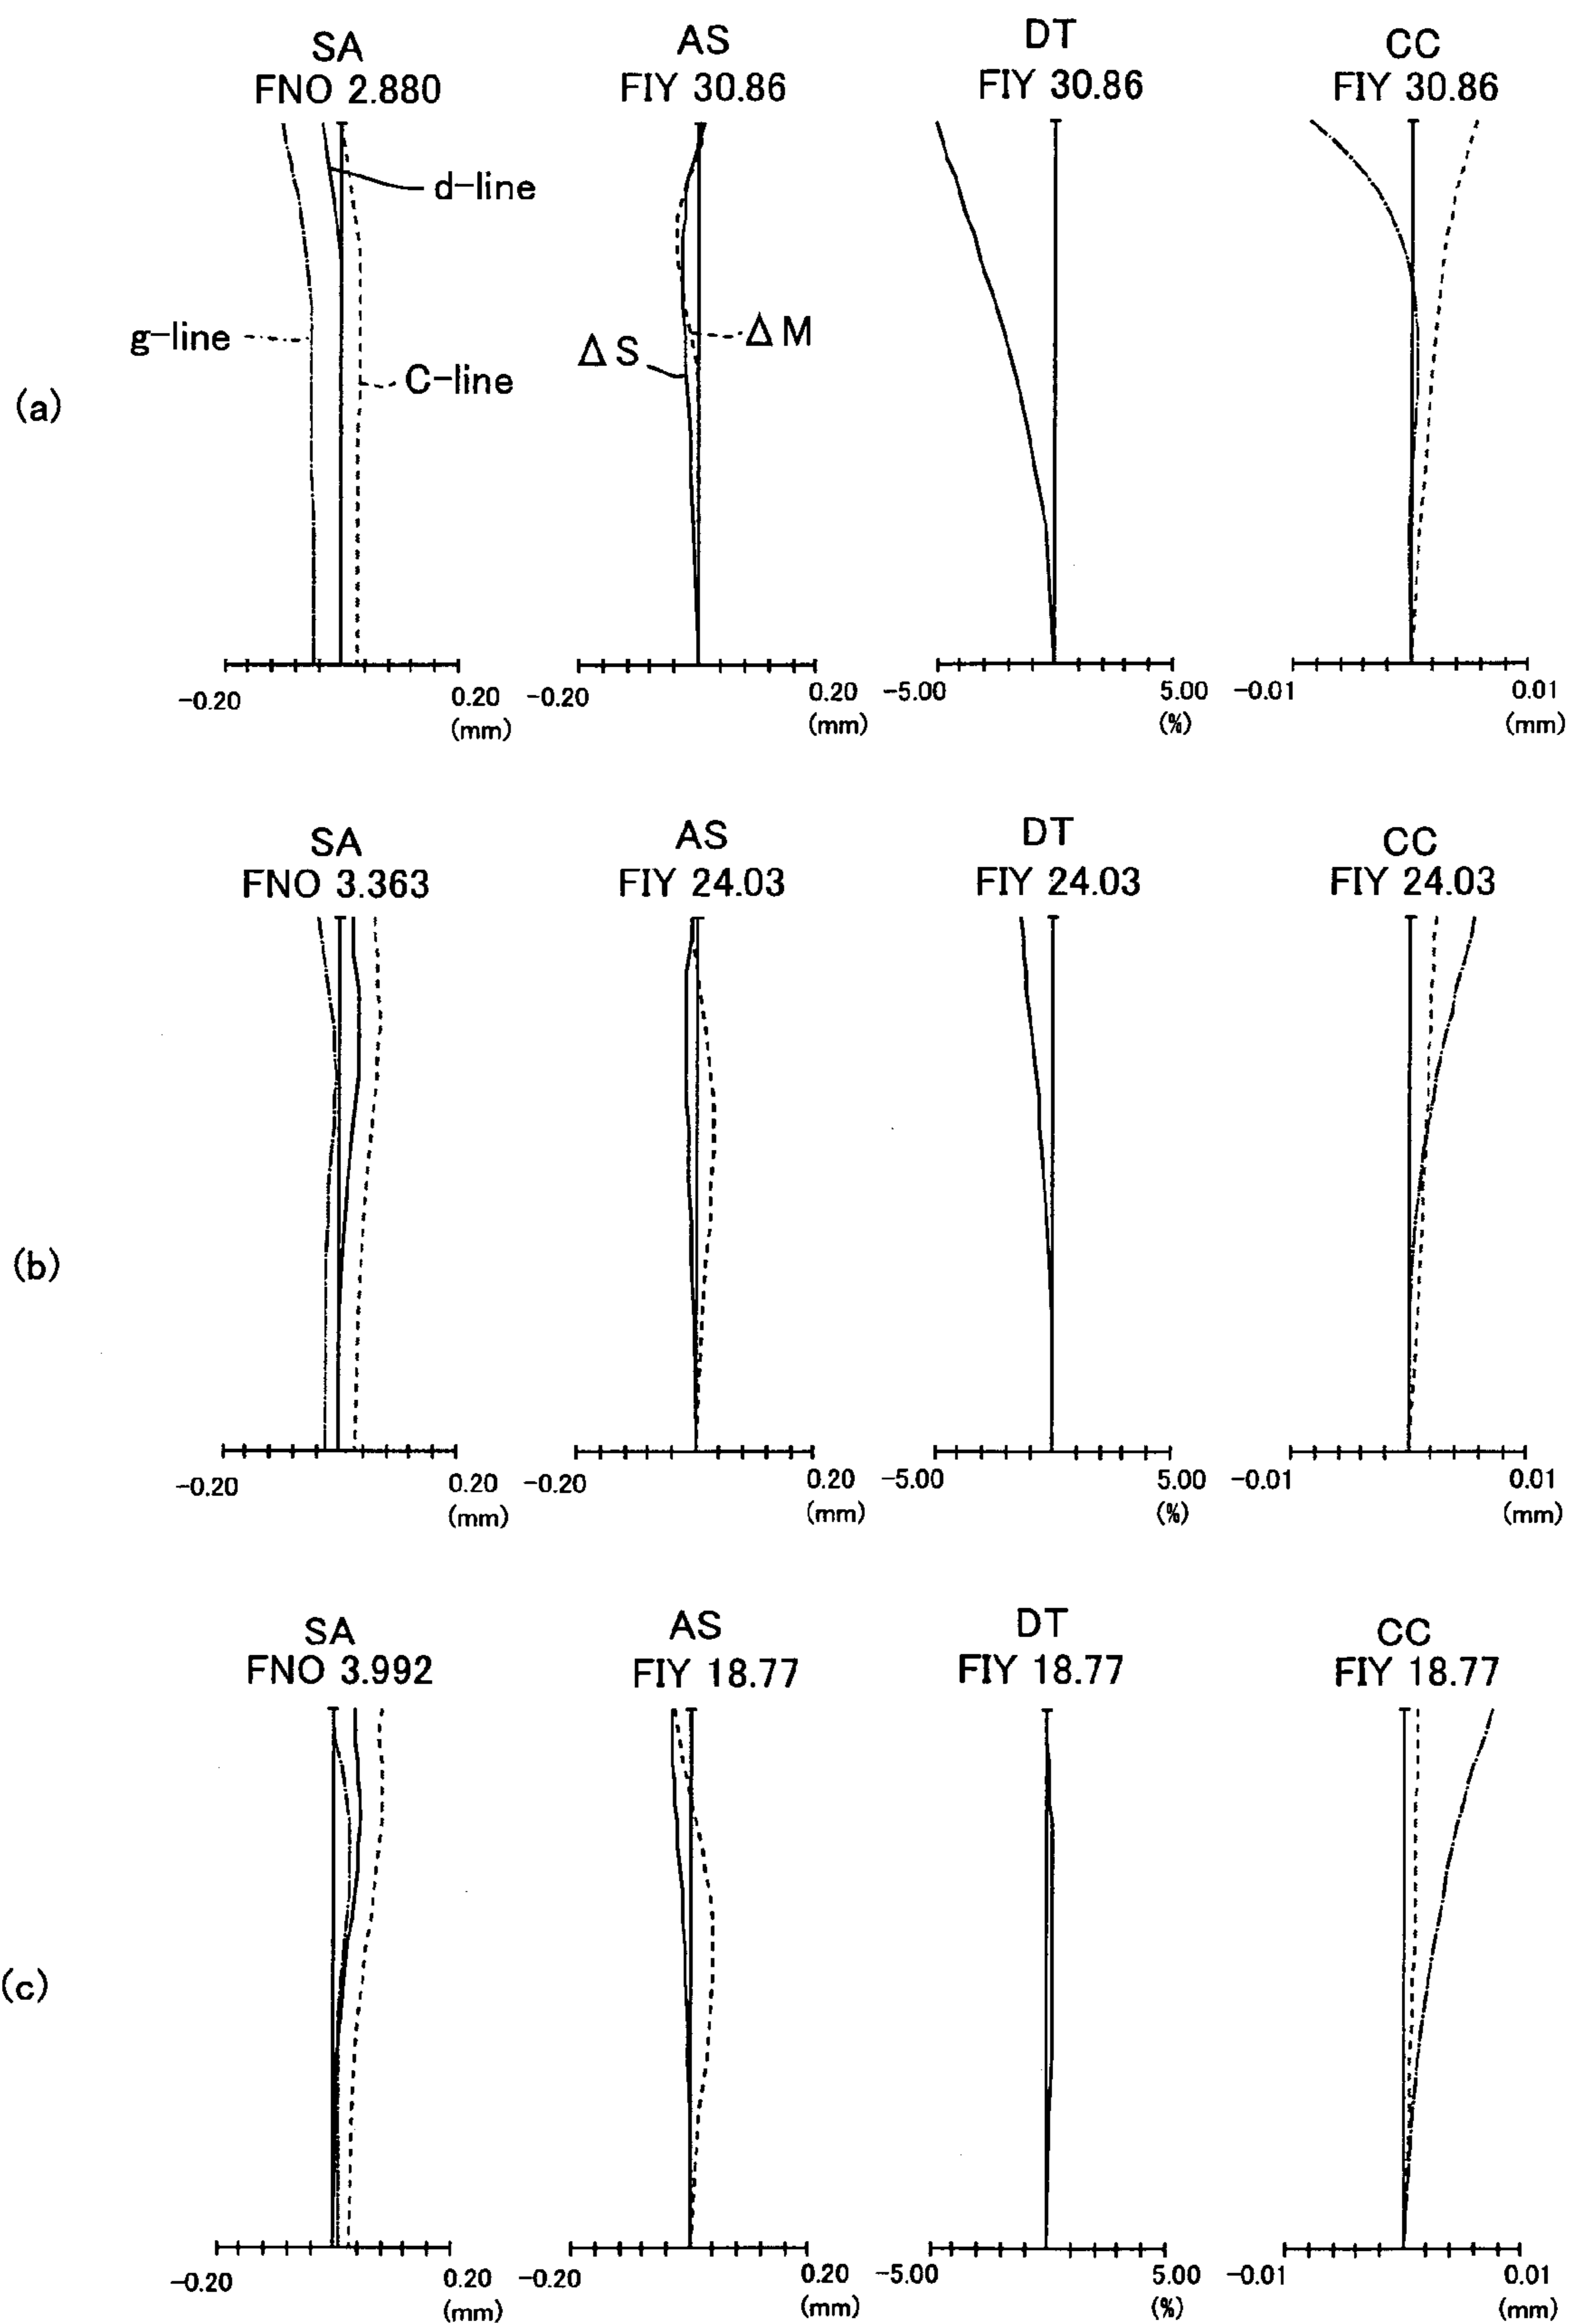 (a)
SA
FNO 2.880
d-line
g-line
C-line
-0.20
0.20
(mm)
AS
FIY 30.86
ΔS
ΔM
-0.20
0.20
(mm)
DT
FIY 30.86
-5.00
5.00
(%)
CC
FIY 30.86
-0.01
0.01
(mm)
(b)
SA
FNO 3.363
-0.20
0.20
(mm)
AS
FIY 24.03
-0.20
0.20
(mm)
DT
FIY 24.03
-5.00
5.00
(%)
CC
FIY 24.03
-0.01
0.01
(mm)
(c)
SA
FNO 3.992
-0.20
0.20
(mm)
AS
FIY 18.77
-0.20
0.20
(mm)
DT
FIY 18.77
-5.00
5.00
(%)
CC
FIY 18.77
-0.01
0.01
(mm)